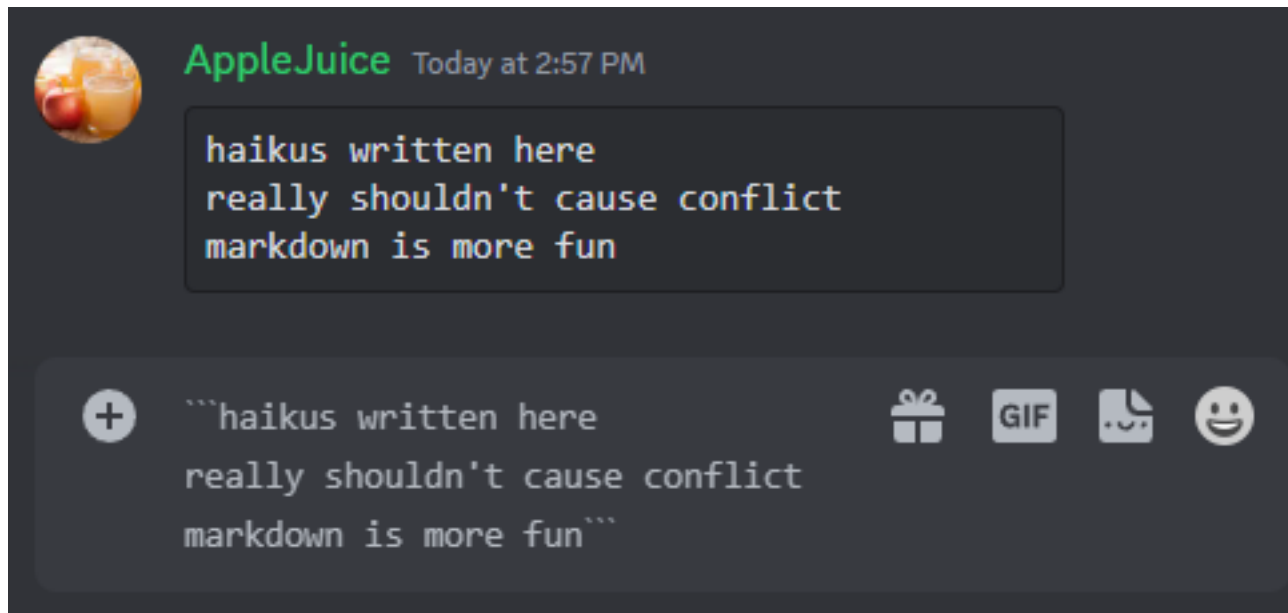 AppleJuice Today at 2:57 PM
haikus written here
really shouldn't cause conflict
markdown is more fun
```haikus written here
GIF
really shouldn't cause conflict
markdown is more fun```